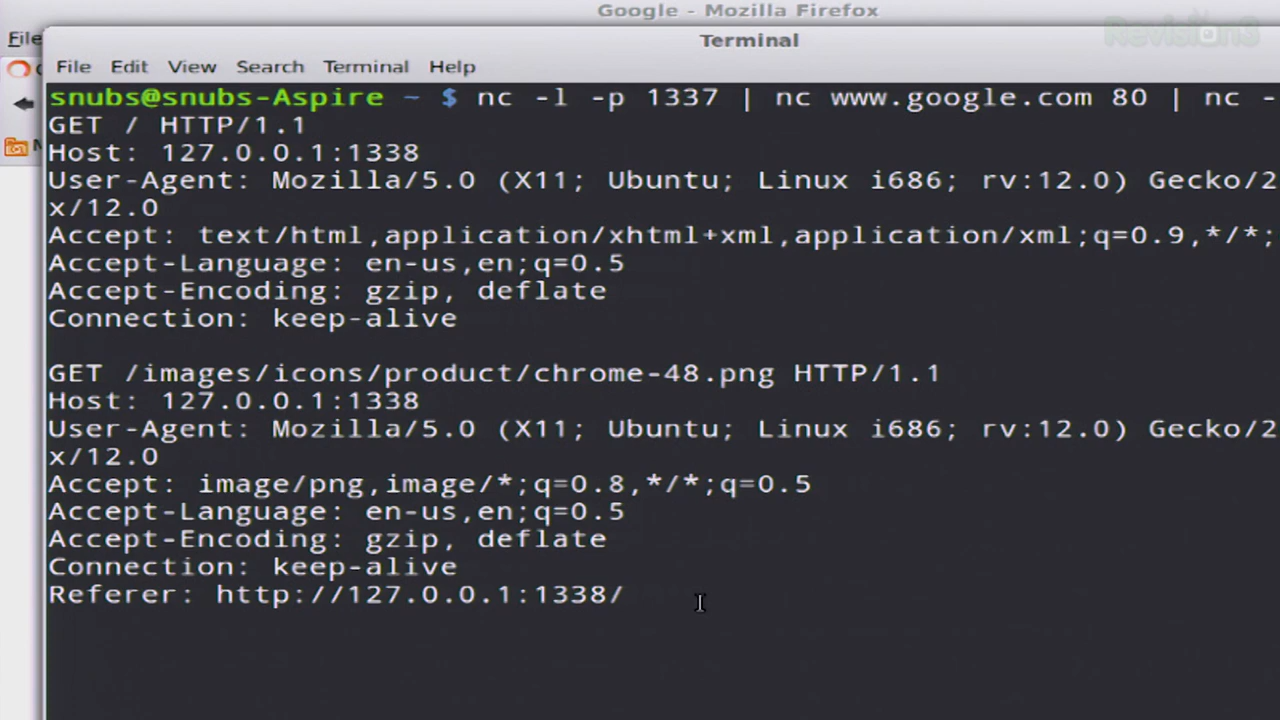 Google - Mozilla Firefox
Revision3
File
Terminal
File Edit View Search Terminal Help
snubs@snubs-Aspire ~ $ nc -l -p 1337 | nc www.google.com 80 | nc -
GET / HTTP/1.1
Host: 127.0.0.1:1338
User-Agent: Mozilla/5.0 (X11; Ubuntu; Linux i686; rv:12.0) Gecko/2
x/12.0
Accept: text/html,application/xhtml+xml,application/xml;q=0.9,*/*;
Accept-Language: en-us,en;q=0.5
Accept-Encoding: gzip, deflate
Connection: keep-alive
GET /images/icons/product/chrome-48.png HTTP/1.1
Host: 127.0.0.1:1338
User-Agent: Mozilla/5.0 (X11; Ubuntu; Linux i686; rv:12.0) Gecko/2
x/12.0
Accept: image/png,image/*;q=0.8,*/*;q=0.5
Accept-Language: en-us,en;q=0.5
Accept-Encoding: gzip, deflate
Connection: keep-alive
Referer: http://127.0.0.1:1338/